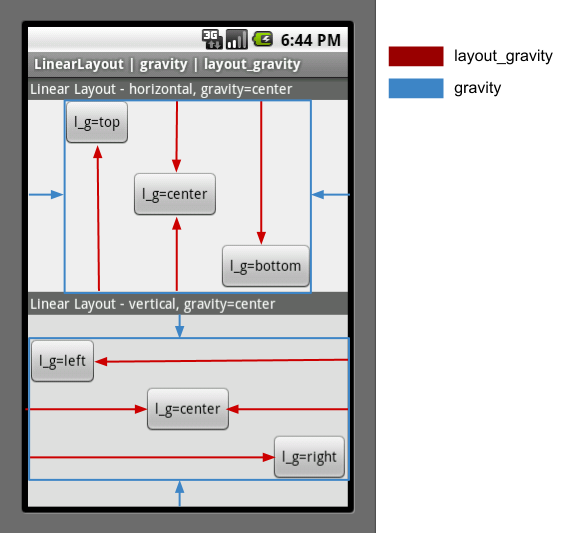 3G
6:44 PM
LinearLayout | gravity | layout_gravity
Linear Layout - horizontal, gravity=center
l_g=top
l_g=center
l_g=bottom
Linear Layout - vertical, gravity=center
l_g=left
l_g=center
l_g=right
layout_gravity
gravity